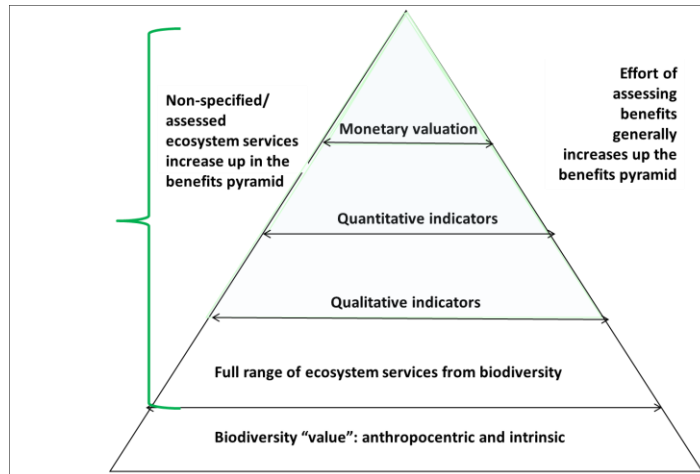 Non-specified/
assessed
ecosystem services
increase up in the
benefits pyramid
Effort of
assessing
benefits
generally
increases up the
benefits pyramid
Monetary valuation
Quantitative indicators
Qualitative indicators
Full range of ecosystem services from biodiversity
Biodiversity “value”: anthropocentric and intrinsic